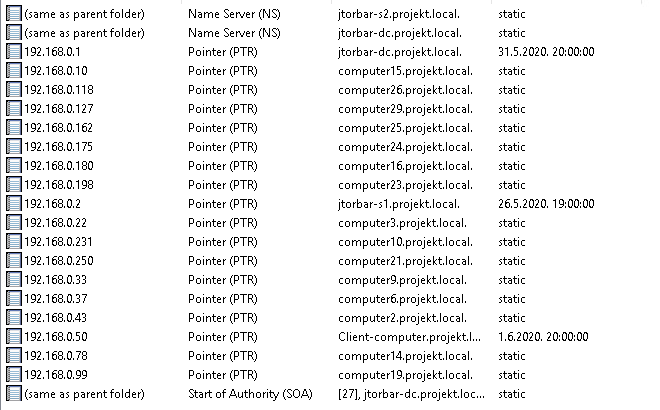 (same as parent folder) Name Server (NS) jtorbar-s2.projekt.local. static
(same as parent folder) Name Server (NS) jtorbar-dc.projekt.local. static
192.168.0.1 Pointer (PTR) jtorbar-dc.projekt.local. 31.5.2020. 20:00:00
192.168.0.10 Pointer (PTR) computer15.projekt.local. static
192.168.0.118 Pointer (PTR) computer26.projekt.local. static
192.168.0.127 Pointer (PTR) computer29.projekt.local. static
192.168.0.162 Pointer (PTR) computer25.projekt.local. static
192.168.0.175 Pointer (PTR) computer24.projekt.local. static
192.168.0.180 Pointer (PTR) computer16.projekt.local. static
192.168.0.198 Pointer (PTR) computer23.projekt.local. static
192.168.0.2 Pointer (PTR) jtorbar-s1.projekt.local. 26.5.2020. 19:00:00
192.168.0.22 Pointer (PTR) computer3.projekt.local. static
192.168.0.231 Pointer (PTR) computer10.projekt.local. static
192.168.0.250 Pointer (PTR) computer21.projekt.local. static
192.168.0.33 Pointer (PTR) computer9.projekt.local. static
192.168.0.37 Pointer (PTR) computer6.projekt.local. static
192.168.0.43 Pointer (PTR) computer2.projekt.local. static
192.168.0.50 Pointer (PTR) Client-computer.projekt.l... 1.6.2020. 20:00:00
192.168.0.78 Pointer (PTR) computer14.projekt.local. static
192.168.0.99 Pointer (PTR) computer19.projekt.local. static
(same as parent folder) Start of Authority (SOA) [27], jtorbar-dc.projekt.loc... static